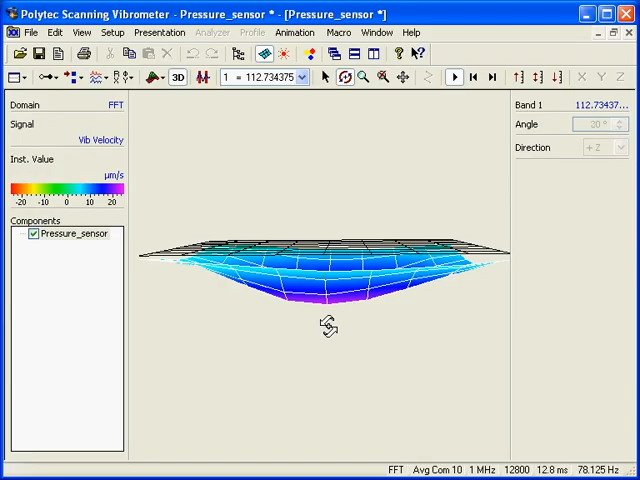 Polytec Scanning Vibrometer - Pressure_sensor * - [Pressure_sensor *]
File Edit View Setup Presentation Analyzer Profile Animation Macro Window Help
3D 1 = 112.734375 X Y Z
Domain FFT
Signal
Vib Velocity
Inst. Value
µm/s
-20 -10 0 10 20
Components
Pressure_sensor
Band 1 112.73437...
Angle 30 °
Direction + Z
FFT Avg Com 10 1 MHz 12800 12.8 ms 78.125 Hz